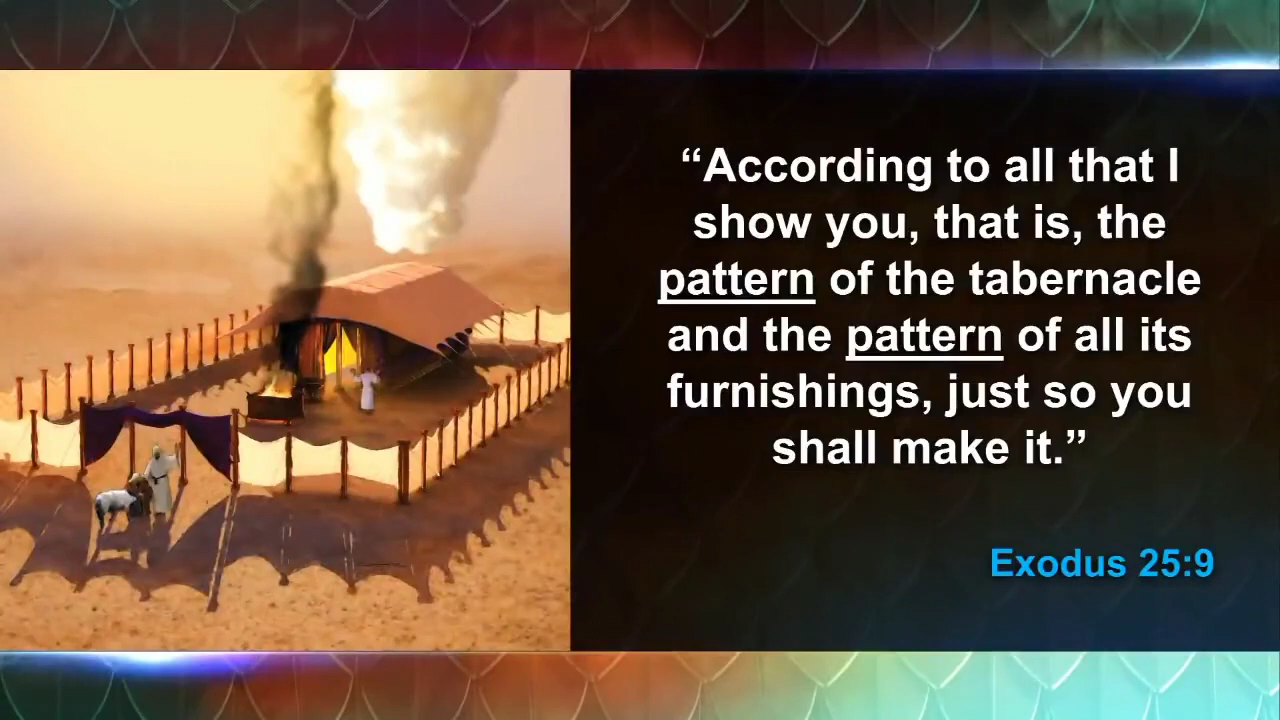 “According to all that I
show you, that is, the
pattern of the tabernacle
and the pattern of all its
furnishings, just so you
shall make it.”
Exodus 25:9